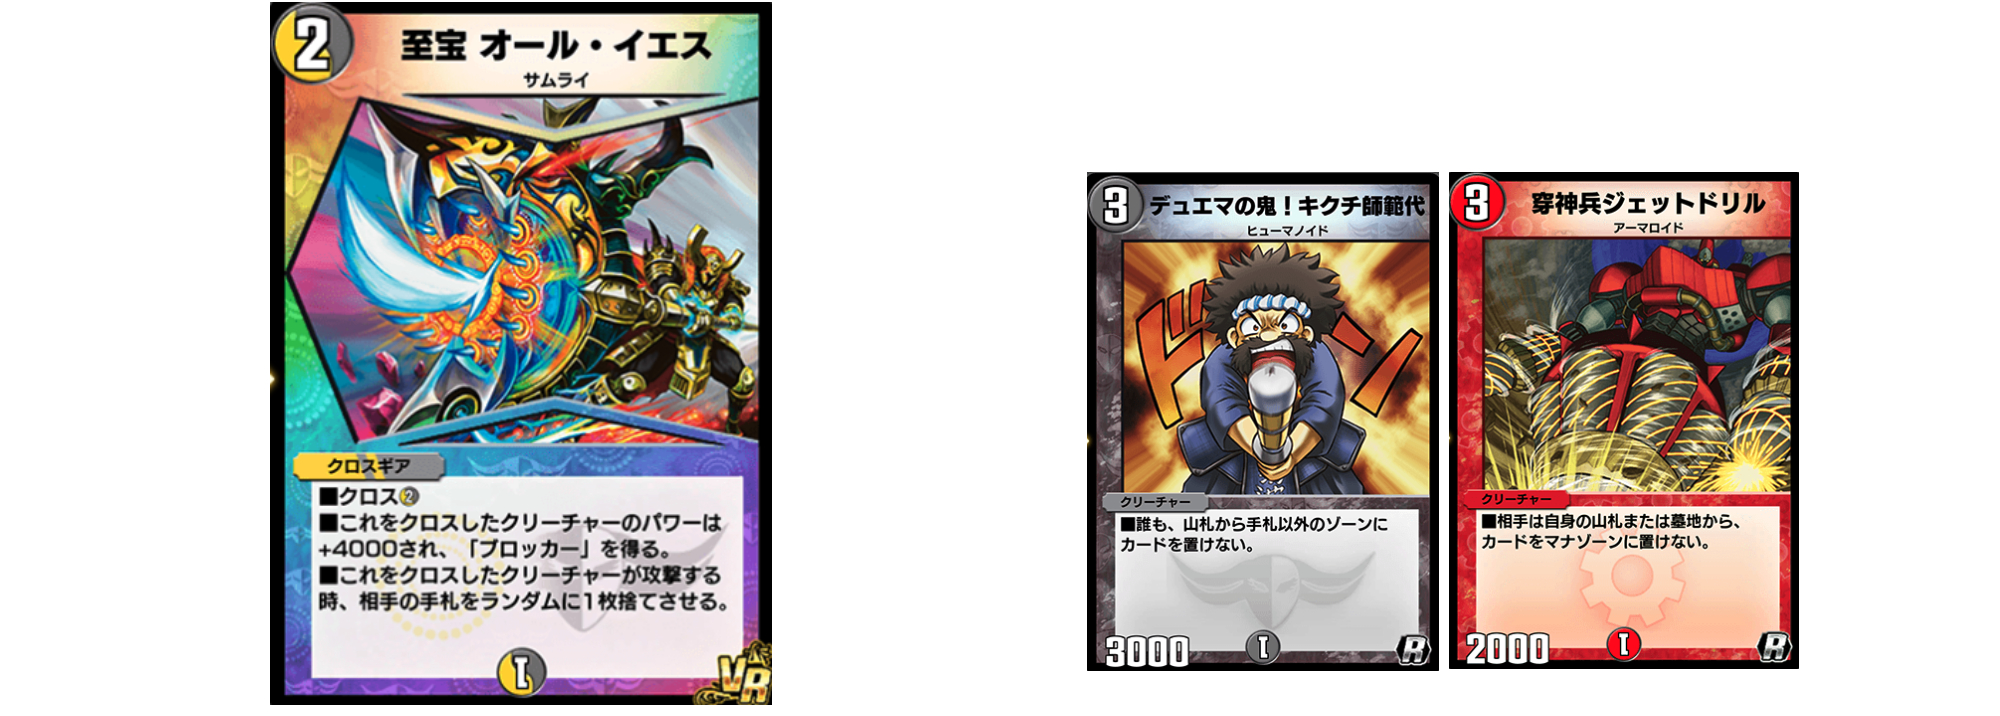 2
至宝 オール・イエス
サムライ
クロスギア
■クロス2
■これをクロスしたクリーチャーのパワーは
+4000され、「ブロッカー」を得る。
■これをクロスしたクリーチャーが攻撃する
時、相手の手札をランダムに1枚捨てさせる。
1
VR
3
デュエマの鬼！キクチ師範代
ヒューマノイド
ドーン
クリーチャー
■誰も、山札から手札以外のゾーンに
カードを置けない。
3000
1
R
3
穿神兵ジェットドリル
アーマロイド
クリーチャー
■相手は自身の山札または墓地から、
カードをマナゾーンに置けない。
2000
1
R